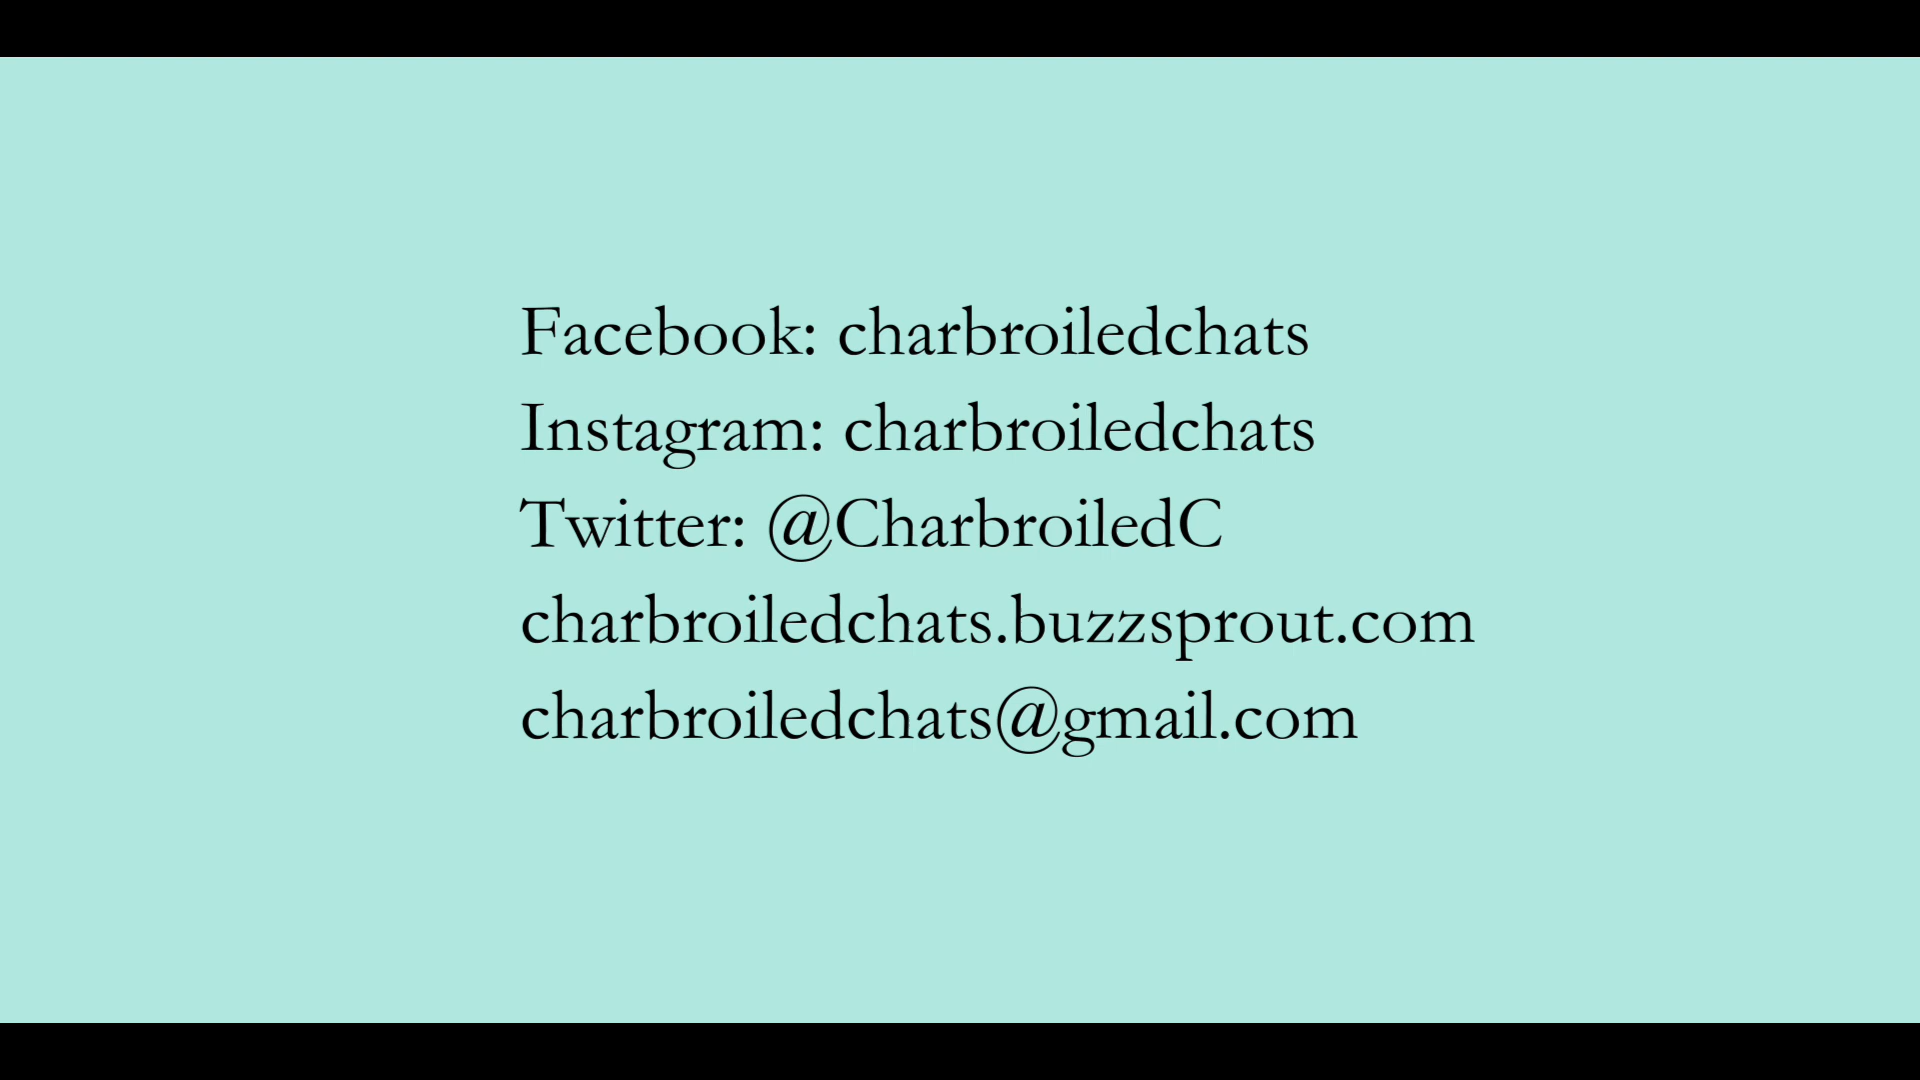 Facebook: charbroiledchats
Instagram: charbroiledchats
Twitter: @CharbroiledC
charbroiledchats.buzzsprout.com
charbroiledchats@gmail.com